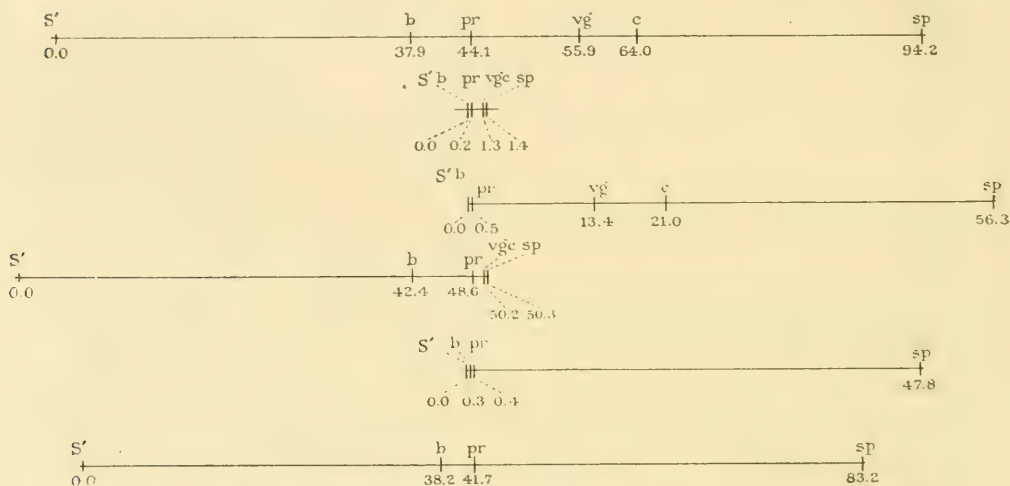 S' b pr vg c sp
0.0 37.9 44.1 55.9 64.0 94.2
S' b pr vgc sp
0.0 0.2 1.3 1.4
S' b pr vg c sp
0.0 0.5 13.4 21.0 56.3
S' b pr vgc sp
0.0 42.4 48.6 50.2 50.3
S' b pr sp
0.0 0.3 0.4 47.8
S' b pr sp
0.0 38.2 41.7 83.2